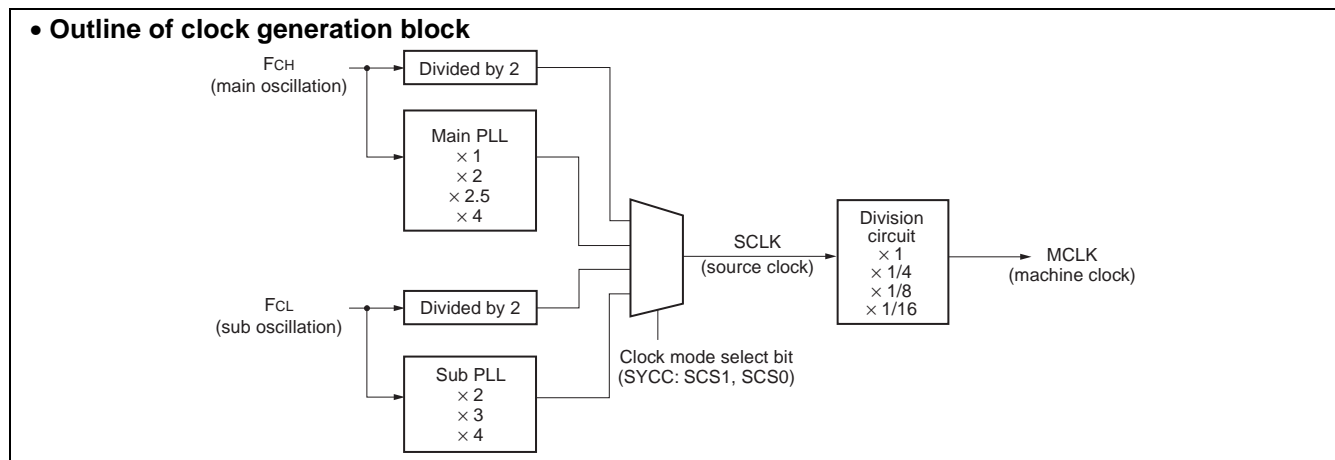 • Outline of clock generation block
FCH
(main oscillation)
Divided by 2
Main PLL
× 1
× 2
× 2.5
× 4
FCL
(sub oscillation)
Divided by 2
Sub PLL
× 2
× 3
× 4
Clock mode select bit
(SYCC: SCS1, SCS0)
SCLK
(source clock)
Division
circuit
× 1
× 1/4
× 1/8
× 1/16
MCLK
(machine clock)